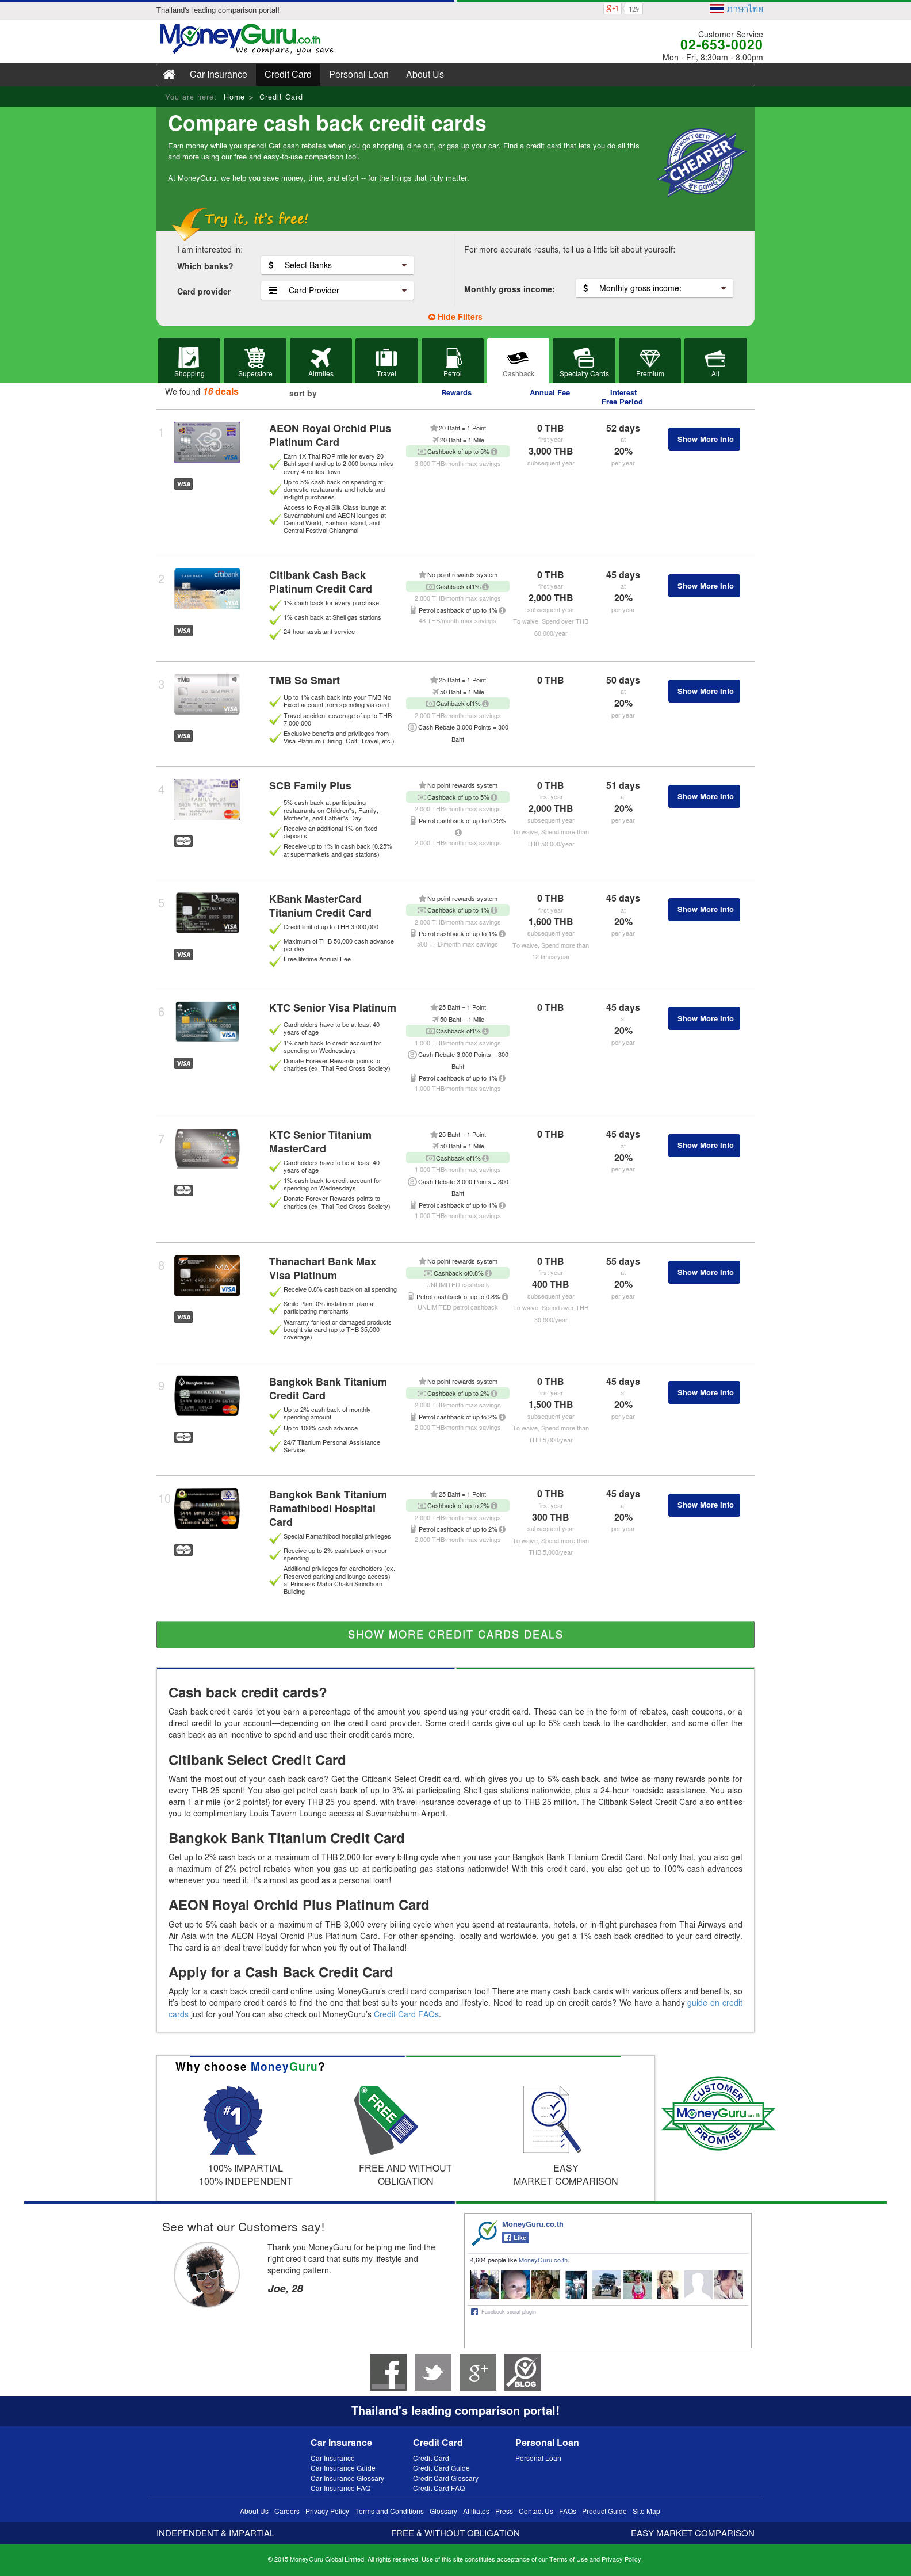 Thailand's leading comparison portal!
g+1 129
ภาษาไทย
MoneyGuru.co.th
We compare, you save
Customer Service
02-653-0020
Mon - Fri, 8:30am - 8.00pm
Car Insurance Credit Card Personal Loan About Us
You are here: Home > Credit Card
Compare cash back credit cards
Earn money while you spend! Get cash rebates when you go shopping, dine out, or gas up your car. Find a credit card that lets you do all this
and more using our free and easy-to-use comparison tool.
At MoneyGuru, we help you save money, time, and effort – for the things that truly matter.
YOU WON'T GET IT
CHEAPER
BY GOING DIRECT
Try it, it's free!
I am interested in:
Which banks? $ Select Banks
Card provider Card Provider
For more accurate results, tell us a little bit about yourself:
Monthly gross income: $ Monthly gross income:
Hide Filters
Shopping Superstore Airmiles Travel Petrol Cashback Specialty Cards Premium All
We found 16 deals
sort by
Rewards
Annual Fee
Interest
Free Period
1
VISA
AEON Royal Orchid Plus
Platinum Card
Earn 1X Thai ROP mile for every 20
Baht spent and up to 2,000 bonus miles
every 4 routes flown
Up to 5% cash back on spending at
domestic restaurants and hotels and
in-flight purchases
Access to Royal Silk Class lounge at
Suvarnabhumi and AEON lounges at
Central World, Fashion Island, and
Central Festival Chiangmai
20 Baht = 1 Point
20 Baht = 1 Mile
Cashback of up to 5%
3,000 THB/month max savings
0 THB
first year
3,000 THB
subsequent year
52 days
at
20%
per year
Show More Info
2
citibank
VISA
Citibank Cash Back
Platinum Credit Card
1% cash back for every purchase
1% cash back at Shell gas stations
24-hour assistant service
No point rewards system
Cashback of1%
2,000 THB/month max savings
Petrol cashback of up to 1%
48 THB/month max savings
0 THB
first year
2,000 THB
subsequent year
To waive, Spend over THB
60,000/year
45 days
at
20%
per year
Show More Info
3
TMB
VISA
TMB So Smart
Up to 1% cash back into your TMB No
Fixed account from spending via card
Travel accident coverage of up to THB
7,000,000
Exclusive benefits and privileges from
Visa Platinum (Dining, Golf, Travel, etc.)
25 Baht = 1 Point
50 Baht = 1 Mile
Cashback of1%
2,000 THB/month max savings
Cash Rebate 3,000 Points = 300
Baht
0 THB
50 days
at
20%
per year
Show More Info
4
FAMILY PLUS
SCB Family Plus
5% cash back at participating
restaurants on Children"s, Family,
Mother"s, and Father"s Day
Receive an additional 1% on fixed
deposits
Receive up to 1% in cash back (0.25%
at supermarkets and gas stations)
No point rewards system
Cashback of up to 5%
2,000 THB/month max savings
Petrol cashback of up to 0.25%
2,000 THB/month max savings
0 THB
first year
2,000 THB
subsequent year
To waive, Spend more than
THB 50,000/year
51 days
at
20%
per year
Show More Info
5
VISA
KBank MasterCard
Titanium Credit Card
Credit limit of up to THB 3,000,000
Maximum of THB 50,000 cash advance
per day
Free lifetime Annual Fee
No point rewards system
Cashback of up to 1%
2,000 THB/month max savings
Petrol cashback of up to 1%
500 THB/month max savings
0 THB
first year
1,600 THB
subsequent year
To waive, Spend more than
12 times/year
45 days
at
20%
per year
Show More Info
6
VISA
KTC Senior Visa Platinum
Cardholders have to be at least 40
years of age
1% cash back to credit account for
spending on Wednesdays
Donate Forever Rewards points to
charities (ex. Thai Red Cross Society)
25 Baht = 1 Point
50 Baht = 1 Mile
Cashback of1%
1,000 THB/month max savings
Cash Rebate 3,000 Points = 300
Baht
Petrol cashback of up to 1%
1,000 THB/month max savings
0 THB
45 days
at
20%
per year
Show More Info
7
KTC Senior Titanium
MasterCard
Cardholders have to be at least 40
years of age
1% cash back to credit account for
spending on Wednesdays
Donate Forever Rewards points to
charities (ex. Thai Red Cross Society)
25 Baht = 1 Point
50 Baht = 1 Mile
Cashback of1%
1,000 THB/month max savings
Cash Rebate 3,000 Points = 300
Baht
Petrol cashback of up to 1%
1,000 THB/month max savings
0 THB
45 days
at
20%
per year
Show More Info
8
MAX
VISA
Thanachart Bank Max
Visa Platinum
Receive 0.8% cash back on all spending
Smile Plan: 0% instalment plan at
participating merchants
Warranty for lost or damaged products
bought via card (up to THB 35,000
coverage)
No point rewards system
Cashback of0.8%
UNLIMITED cashback
Petrol cashback of up to 0.8%
UNLIMITED petrol cashback
0 THB
first year
400 THB
subsequent year
To waive, Spend over THB
30,000/year
55 days
at
20%
per year
Show More Info
9
Bangkok Bank
TITANIUM
Bangkok Bank Titanium
Credit Card
Up to 2% cash back of monthly
spending amount
Up to 100% cash advance
24/7 Titanium Personal Assistance
Service
No point rewards system
Cashback of up to 2%
2,000 THB/month max savings
Petrol cashback of up to 2%
2,000 THB/month max savings
0 THB
first year
1,500 THB
subsequent year
To waive, Spend more than
THB 5,000/year
45 days
at
20%
per year
Show More Info
10
TITANIUM
Bangkok Bank Titanium
Ramathibodi Hospital
Card
Special Ramathibodi hospital privileges
Receive up to 2% cash back on your
spending
Additional privileges for cardholders (ex.
Reserved parking and lounge access)
at Princess Maha Chakri Sirindhorn
Building
25 Baht = 1 Point
Cashback of up to 2%
2,000 THB/month max savings
Petrol cashback of up to 2%
2,000 THB/month max savings
0 THB
first year
300 THB
subsequent year
To waive, Spend more than
THB 5,000/year
45 days
at
20%
per year
Show More Info
SHOW MORE CREDIT CARDS DEALS
Cash back credit cards?
Cash back credit cards let you earn a percentage of the amount you spend using your credit card. These can be in the form of rebates, cash coupons, or a
direct credit to your account—depending on the credit card provider. Some credit cards give out up to 5% cash back to the cardholder, and some offer the
cash back as an incentive to spend and use their credit cards more.
Citibank Select Credit Card
Want the most out of your cash back card? Get the Citibank Select Credit card, which gives you up to 5% cash back, and twice as many rewards points for
every THB 25 spent! You also get petrol cash back of up to 3% at participating Shell gas stations nationwide, plus a 24-hour roadside assistance. You also
earn 1 air mile (or 2 points!) for every THB 25 you spend, with travel insurance coverage of up to THB 25 million. The Citibank Select Credit Card also entitles
you to complimentary Louis Tavern Lounge access at Suvarnabhumi Airport.
Bangkok Bank Titanium Credit Card
Get up to 2% cash back or a maximum of THB 2,000 for every billing cycle when you use your Bangkok Bank Titanium Credit Card. Not only that, you also get
a maximum of 2% petrol rebates when you gas up at participating gas stations nationwide! With this credit card, you also get up to 100% cash advances
whenever you need it; it's almost as good as a personal loan!
AEON Royal Orchid Plus Platinum Card
Get up to 5% cash back or a maximum of THB 3,000 every billing cycle when you spend at restaurants, hotels, or in-flight purchases from Thai Airways and
Air Asia with the AEON Royal Orchid Plus Platinum Card. For other spending, locally and worldwide, you get a 1% cash back credited to your card directly.
The card is an ideal travel buddy for when you fly out of Thailand!
Apply for a Cash Back Credit Card
Apply for a cash back credit card online using MoneyGuru's credit card comparison tool! There are many cash back cards with various offers and benefits, so
it's best to compare credit cards to find the one that best suits your needs and lifestyle. Need to read up on credit cards? We have a handy guide on credit
cards just for you! You can also check out MoneyGuru's Credit Card FAQs.
Why choose MoneyGuru?
#1
FREE
100% IMPARTIAL
100% INDEPENDENT
FREE AND WITHOUT
OBLIGATION
EASY
MARKET COMPARISON
CUSTOMER
MoneyGuru.co.th
PROMISE
See what our Customers say!
Thank you MoneyGuru for helping me find the
right credit card that suits my lifestyle and
spending pattern.
Joe, 28
MoneyGuru.co.th
Like
4,604 people like MoneyGuru.co.th.
Facebook social plugin
f g+ BLOG
Thailand's leading comparison portal!
Car Insurance
Car Insurance
Car Insurance Guide
Car Insurance Glossary
Car Insurance FAQ
Credit Card
Credit Card
Credit Card Guide
Credit Card Glossary
Credit Card FAQ
Personal Loan
Personal Loan
About Us Careers Privacy Policy Terms and Conditions Glossary Affiliates Press Contact Us FAQs Product Guide Site Map
INDEPENDENT & IMPARTIAL FREE & WITHOUT OBLIGATION EASY MARKET COMPARISON
© 2015 MoneyGuru Global Limited. All rights reserved. Use of this site constitutes acceptance of our Terms of Use and Privacy Policy.